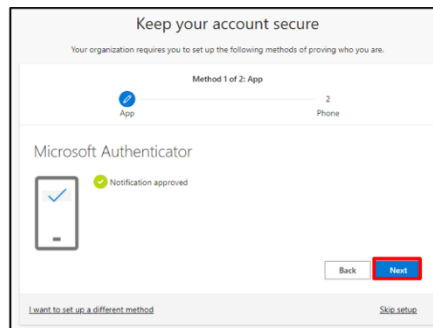 Keep your account secure
Your organization requires you to set up the following methods of proving who you are.
Method 1 of 2: App
App
2
Phone
Microsoft Authenticator
Notification approved
Back
Next
I want to set up a different method
Skip setup